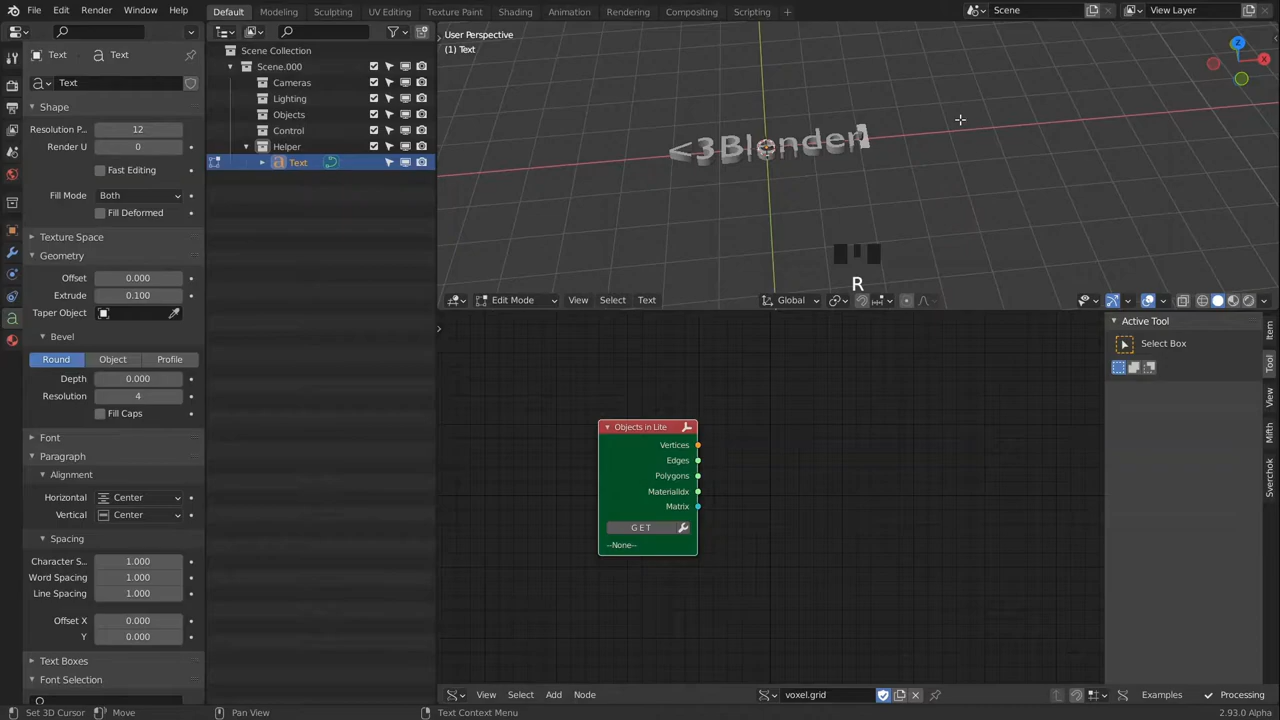 File Edit Render Window Help
Default Modeling Sculpting UV Editing Texture Paint Shading Animation Rendering Compositing Scripting +
Scene
View Layer
Text
Text
Text
Shape
Resolution P... 12
Render U 0
Fast Editing
Fill Mode Both
Fill Deformed
Texture Space
Geometry
Offset 0.000
Extrude 0.100
Taper Object
Bevel
Round Object Profile
Depth 0.000
Resolution 4
Fill Caps
Font
Paragraph
Alignment
Horizontal Center
Vertical Center
Spacing
Character S... 1.000
Word Spacing 1.000
Line Spacing 1.000
Offset X 0.000
Y 0.000
Text Boxes
Font Selection
Scene Collection
Scene.000
Cameras
Lighting
Objects
Control
Helper
Text
User Perspective
(1) Text
<3Blender
Z
X
R
Edit Mode View Select Text Global
Objects in Lite
Vertices
Edges
Polygons
MaterialIdx
Matrix
GET
--None--
Active Tool
Select Box
Item
Tool
View
Mifth
Sverchok
View Select Add Node voxel.grid Examples Processing
Set 3D Cursor Move Pan View Text Context Menu 2.93.0 Alpha